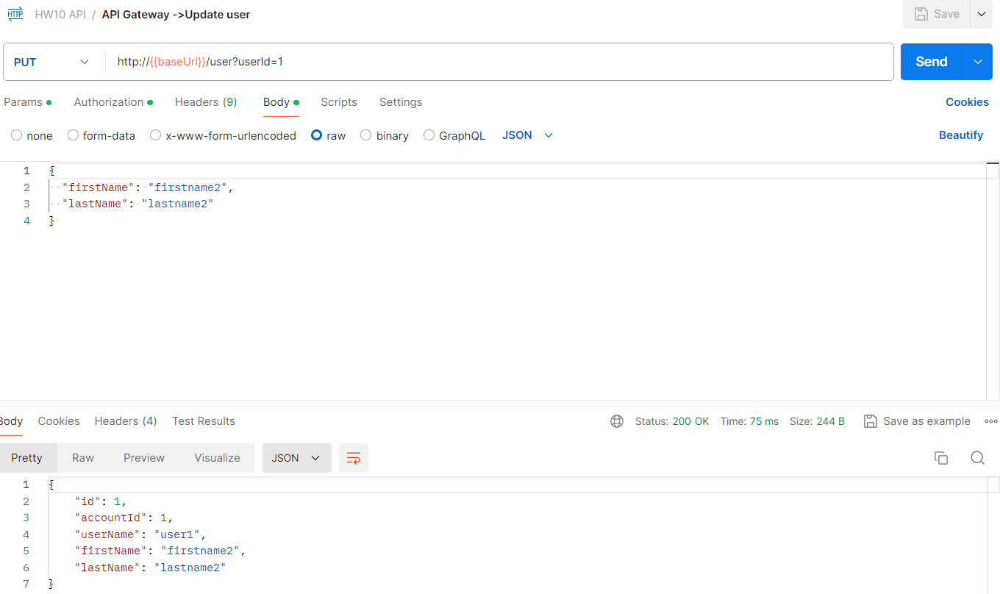 HTTP HW10 API / API Gateway ->Update user Save
PUT http://{{baseUrl}}/user?userId=1 Send
Params Authorization Headers (9) Body Scripts Settings Cookies
none form-data x-www-form-urlencoded raw binary GraphQL JSON Beautify
1 {
2 "firstName": "firstname2",
3 "lastName": "lastname2"
4 }
Body Cookies Headers (4) Test Results Status: 200 OK Time: 75 ms Size: 244 B Save as example
Pretty Raw Preview Visualize JSON
1 {
2 "id": 1,
3 "accountId": 1,
4 "userName": "user1",
5 "firstName": "firstname2",
6 "lastName": "lastname2"
7 }